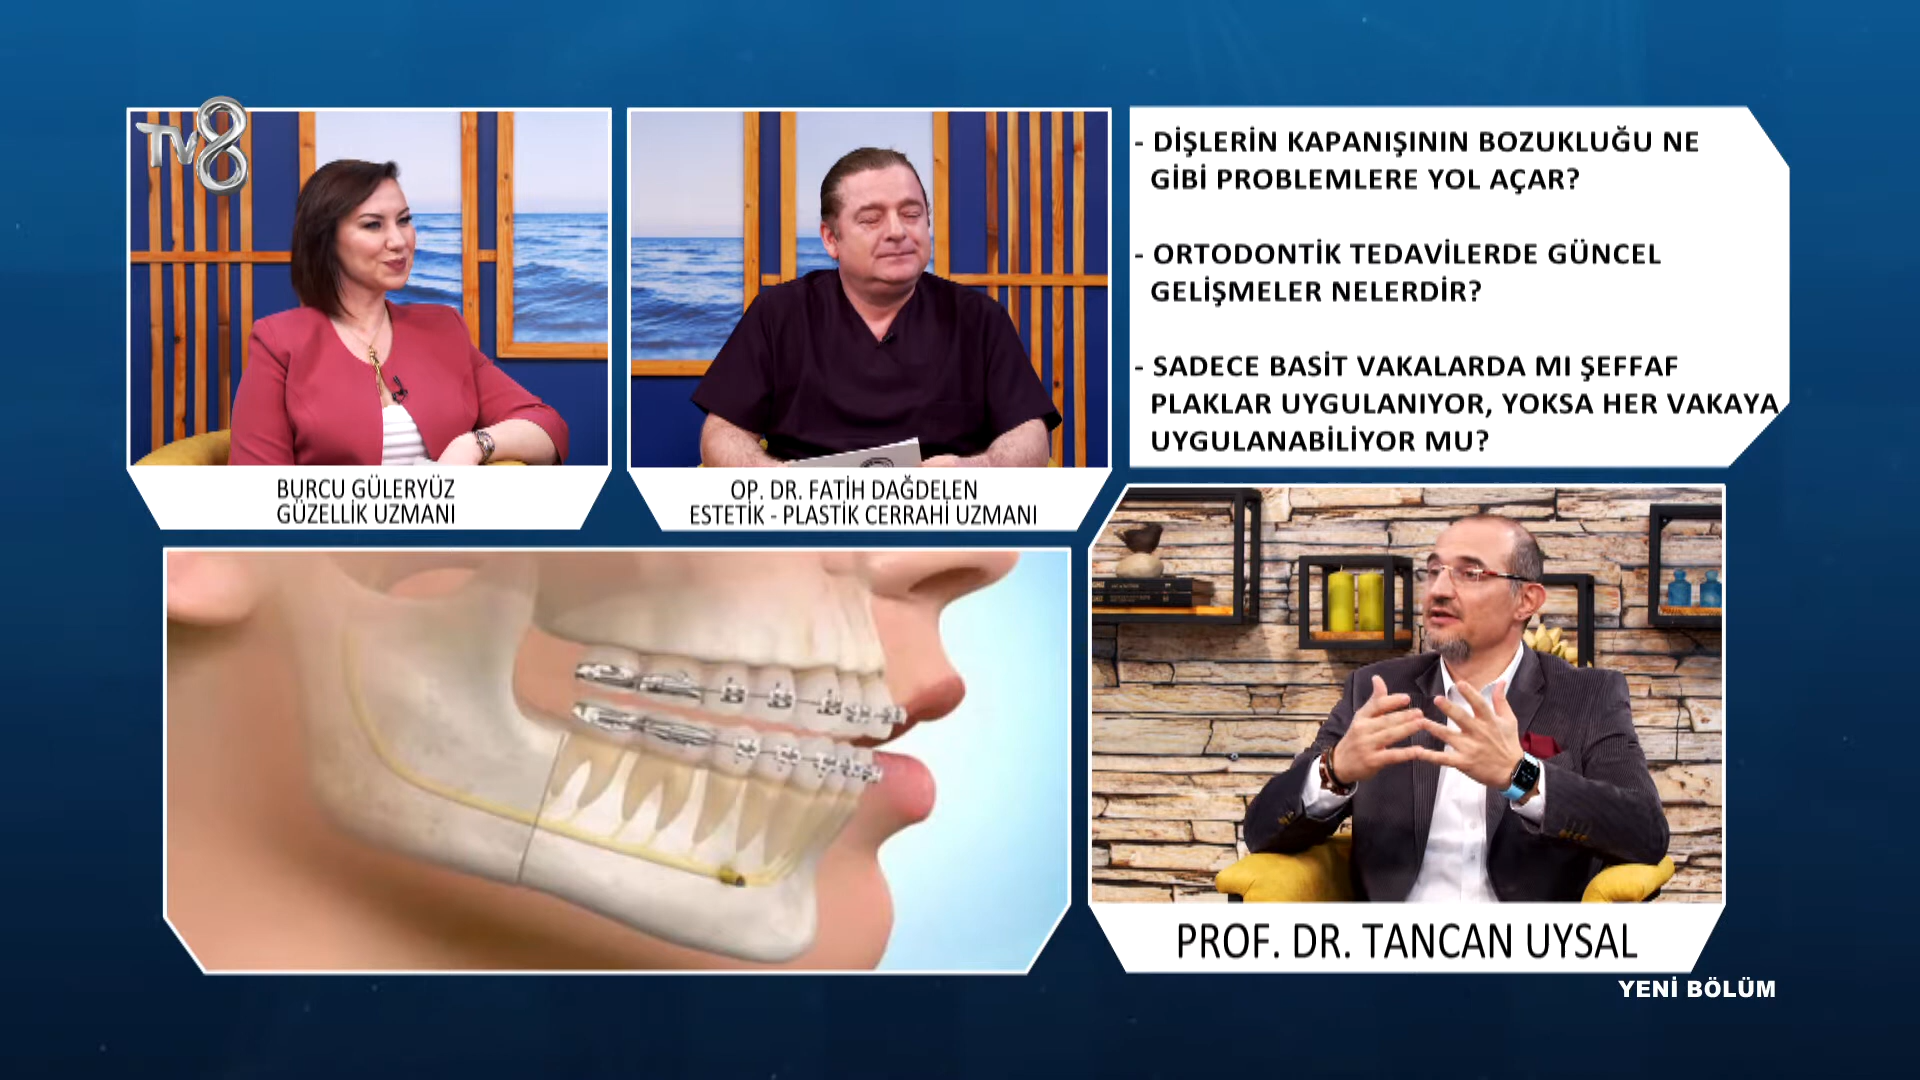 TV8
- DİŞLERİN KAPANIŞININ BOZUKLUĞU NE
GİBİ PROBLEMLERE YOL AÇAR?
- ORTODONTİK TEDAVİLERDE GÜNCEL
GELİŞMELER NELERDİR?
- SADECE BASİT VAKALARDA MI ŞEFFAF
PLAKLAR UYGULANIYOR, YOKSA HER VAKAYA
UYGULANABİLİYOR MU?
BURCU GÜLERYÜZ
GÜZELLİK UZMANI
OP. DR. FATİH DAĞDELEN
ESTETİK - PLASTİK CERRAHİ UZMANI
PROF. DR. TANCAN UYSAL
YENİ BÖLÜM